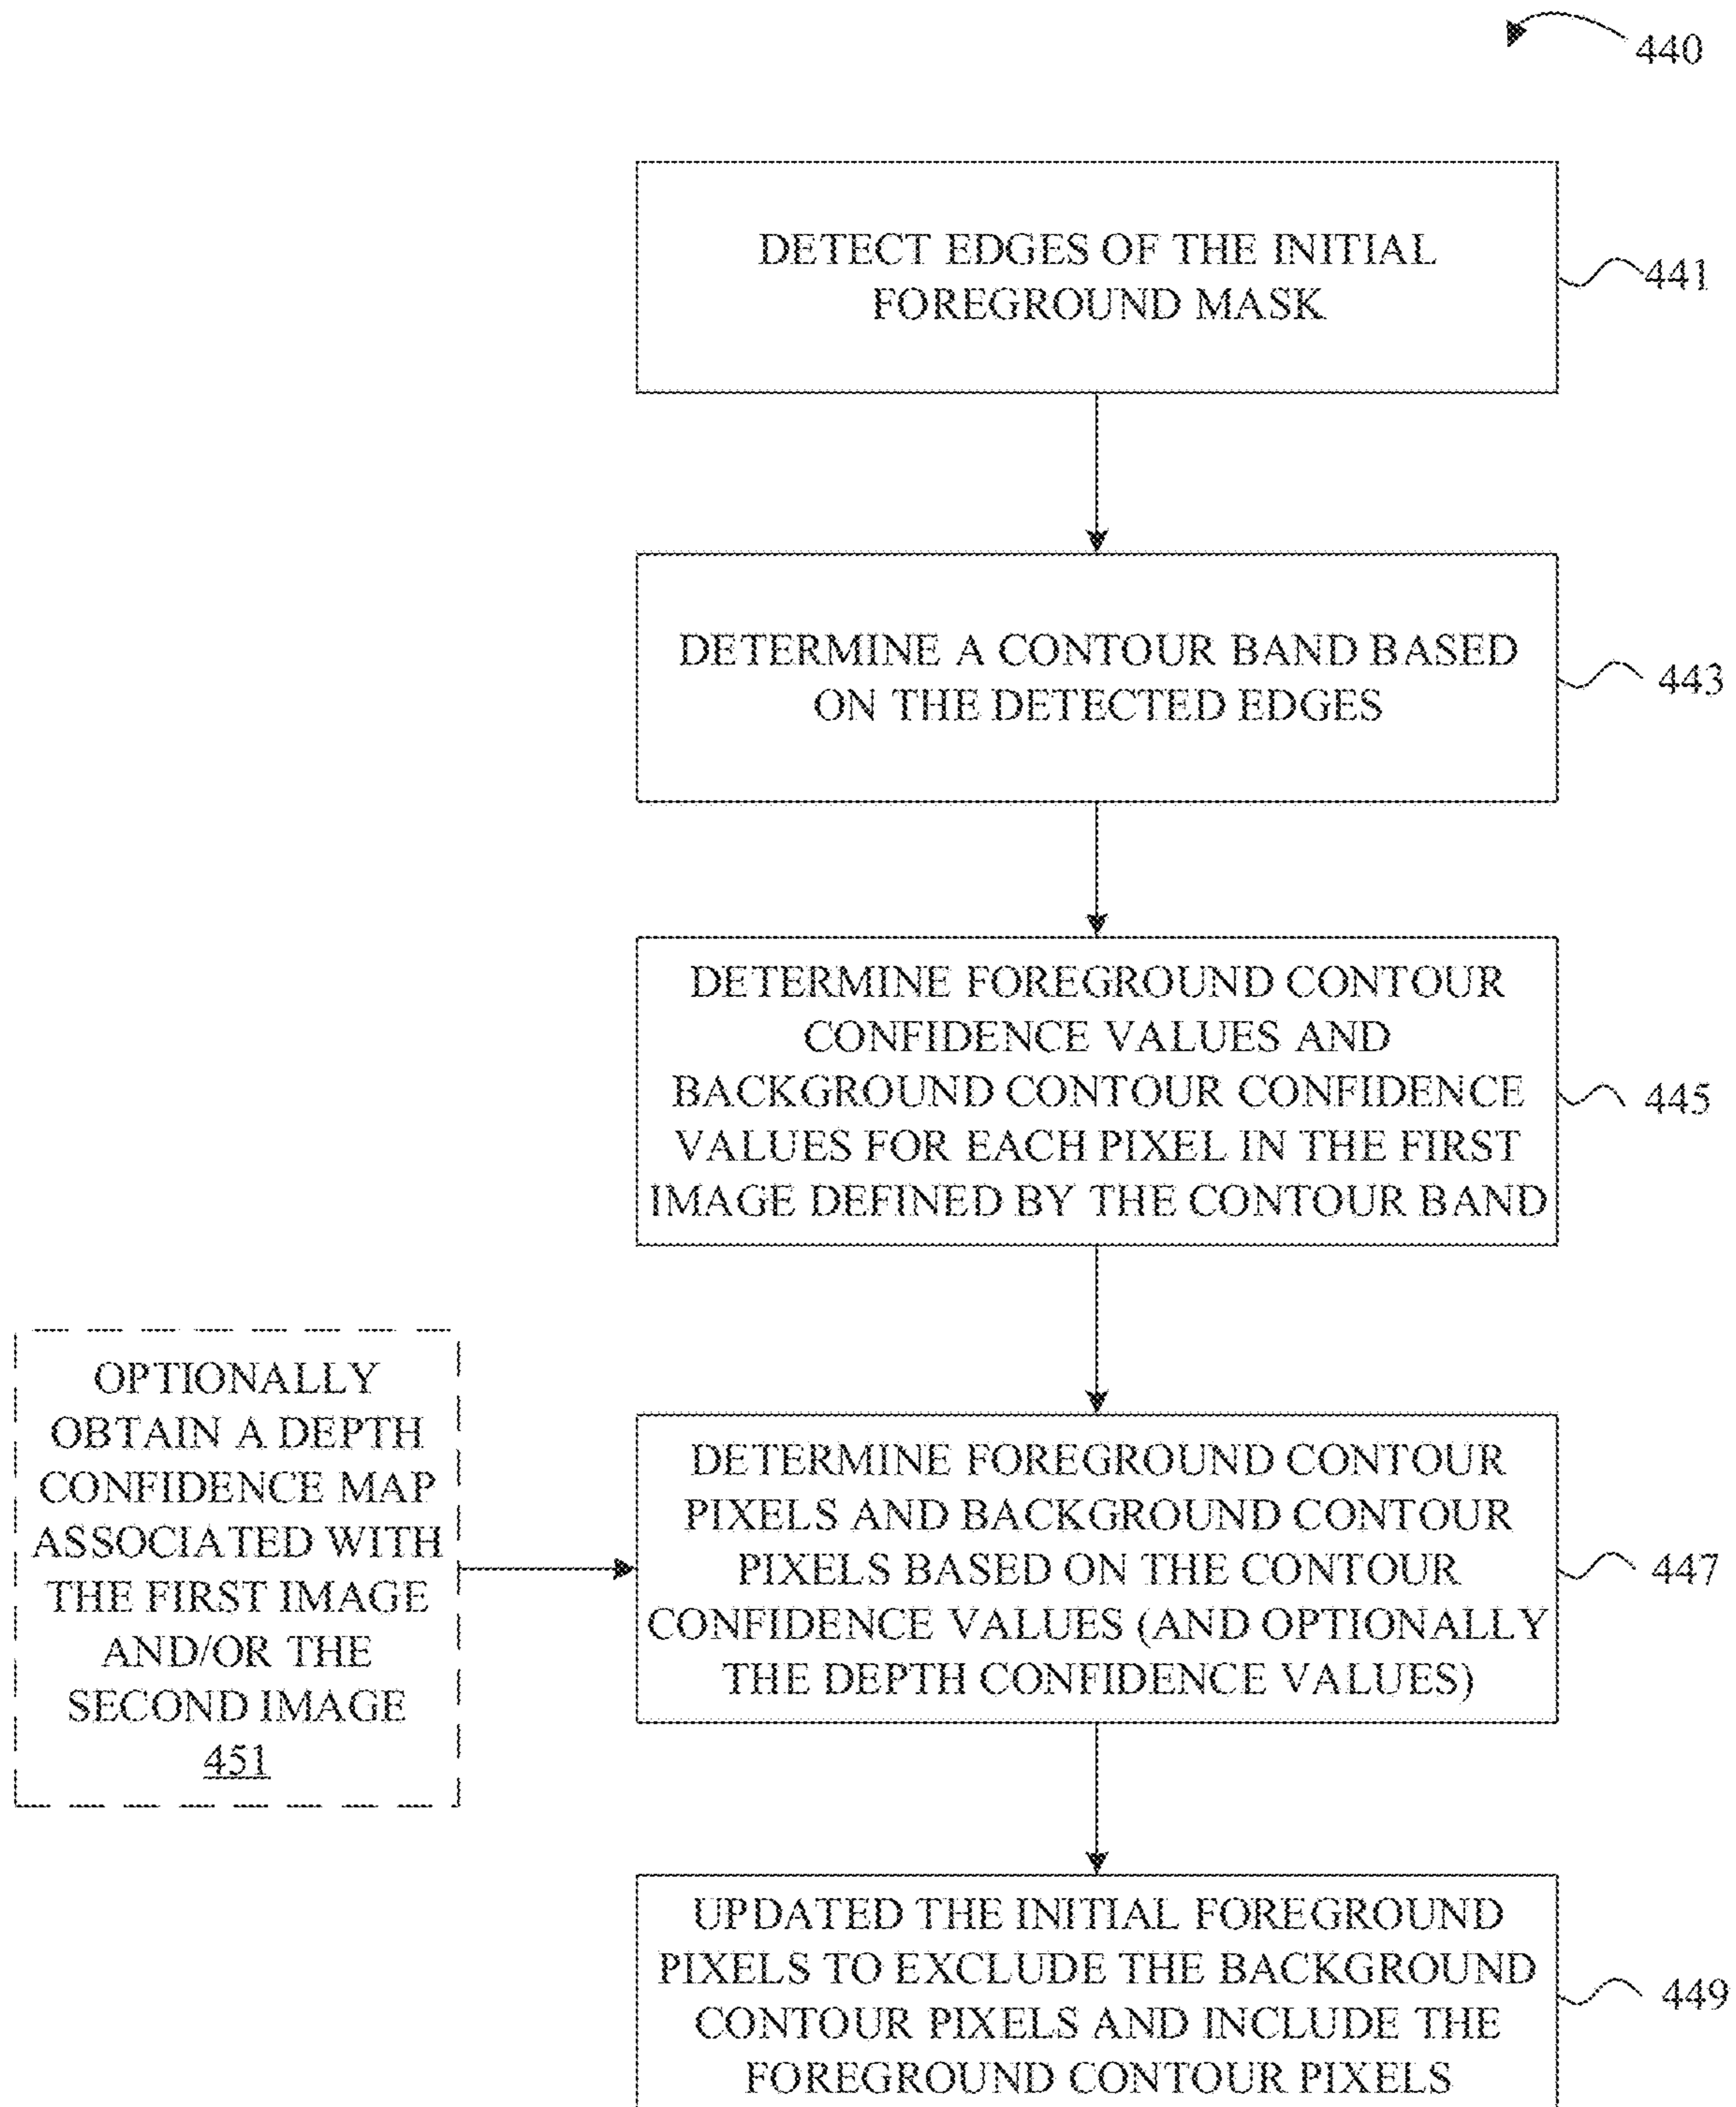 440
DETECT EDGES OF THE INITIAL
FOREGROUND MASK
441
DETERMINE A CONTOUR BAND BASED
ON THE DETECTED EDGES
443
DETERMINE FOREGROUND CONTOUR
CONFIDENCE VALUES AND
BACKGROUND CONTOUR CONFIDENCE
VALUES FOR EACH PIXEL IN THE FIRST
IMAGE DEFINED BY THE CONTOUR BAND
445
OPTIONALLY
OBTAIN A DEPTH
CONFIDENCE MAP
ASSOCIATED WITH
THE FIRST IMAGE
AND/OR THE
SECOND IMAGE
451
DETERMINE FOREGROUND CONTOUR
PIXELS AND BACKGROUND CONTOUR
PIXELS BASED ON THE CONTOUR
CONFIDENCE VALUES (AND OPTIONALLY
THE DEPTH CONFIDENCE VALUES)
447
UPDATED THE INITIAL FOREGROUND
PIXELS TO EXCLUDE THE BACKGROUND
CONTOUR PIXELS AND INCLUDE THE
FOREGROUND CONTOUR PIXELS
449